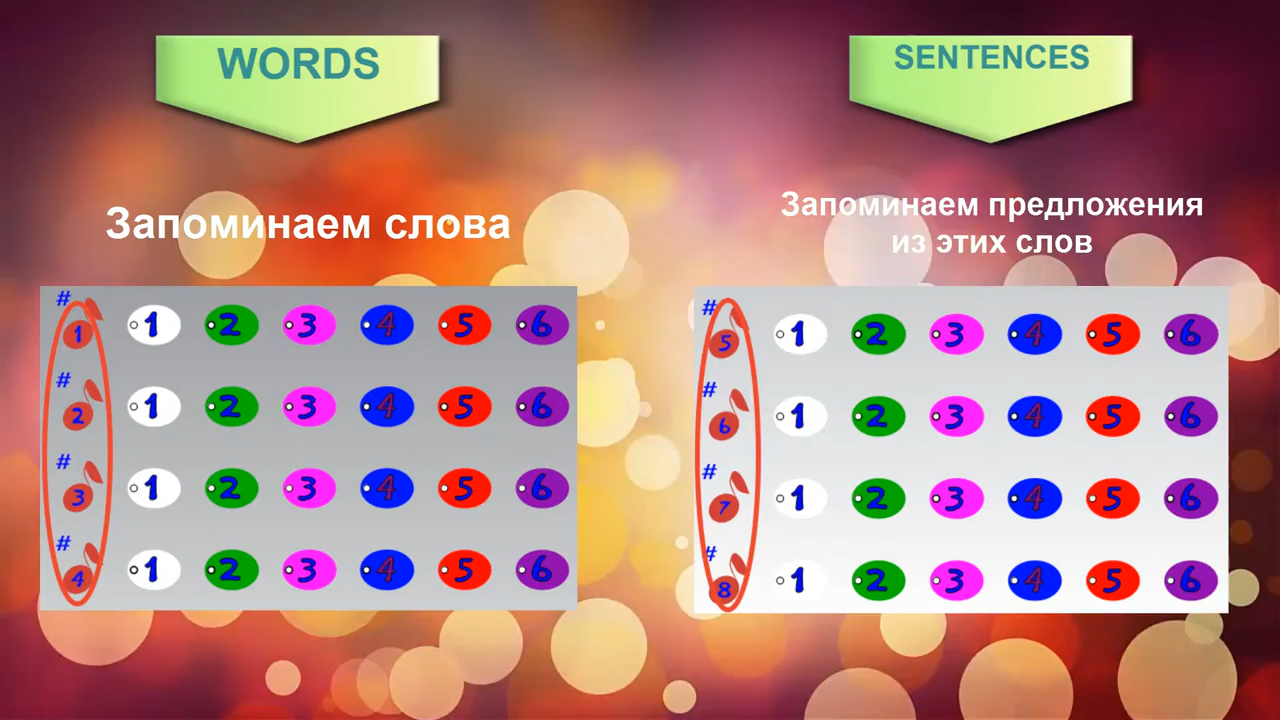 WORDS
SENTENCES
Запоминаем слова
Запоминаем предложения
из этих слов
# 1 1 2 3 4 5 6
# 2 1 2 3 4 5 6
# 3 1 2 3 4 5 6
# 4 1 2 3 4 5 6
# 5 1 2 3 4 5 6
# 6 1 2 3 4 5 6
# 7 1 2 3 4 5 6
# 8 1 2 3 4 5 6